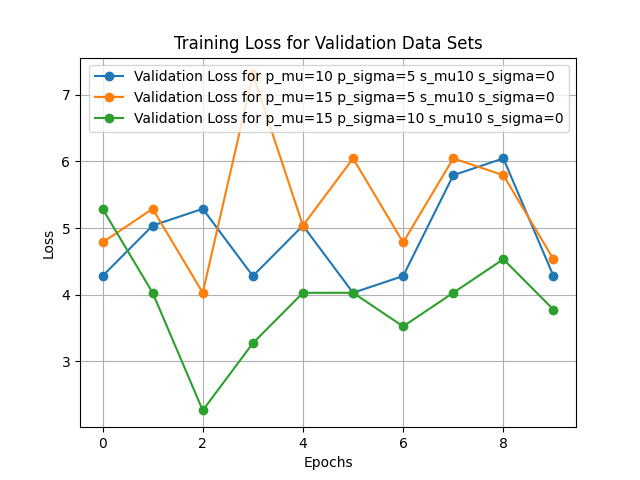 Training Loss for Validation Data Sets
Validation Loss for p_mu=10 p_sigma=5 s_mu10 s_sigma=0
Validation Loss for p_mu=15 p_sigma=5 s_mu10 s_sigma=0
Validation Loss for p_mu=15 p_sigma=10 s_mu10 s_sigma=0
7
6
5
4
3
Loss
0 2 4 6 8
Epochs